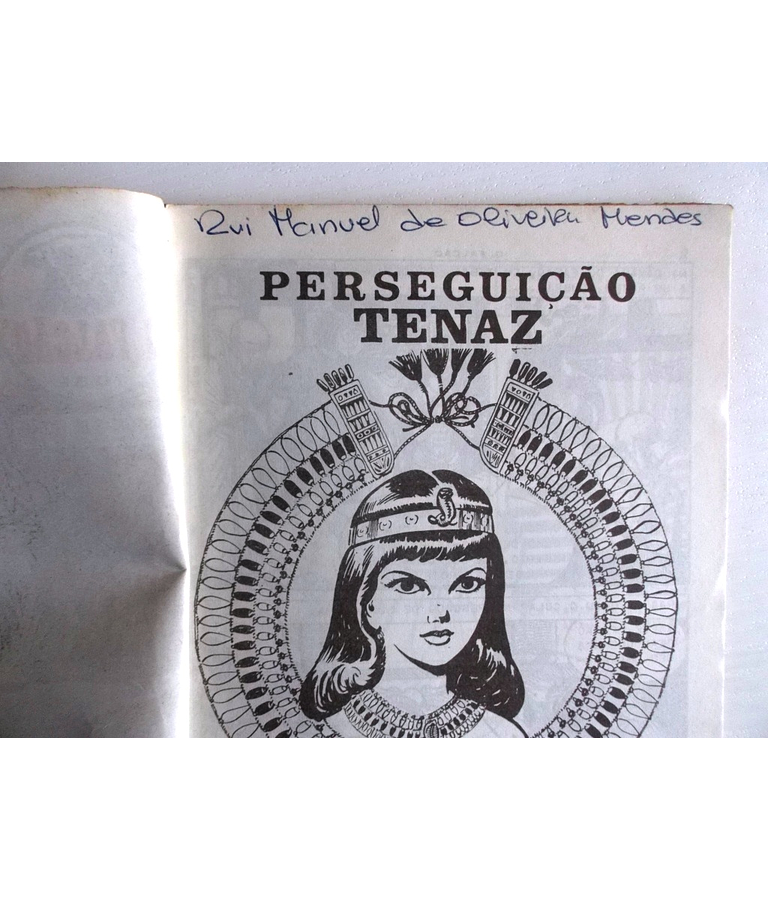 Rui Manuel de Oliveira Mendes
PERSEGUIÇÃO
TENAZ